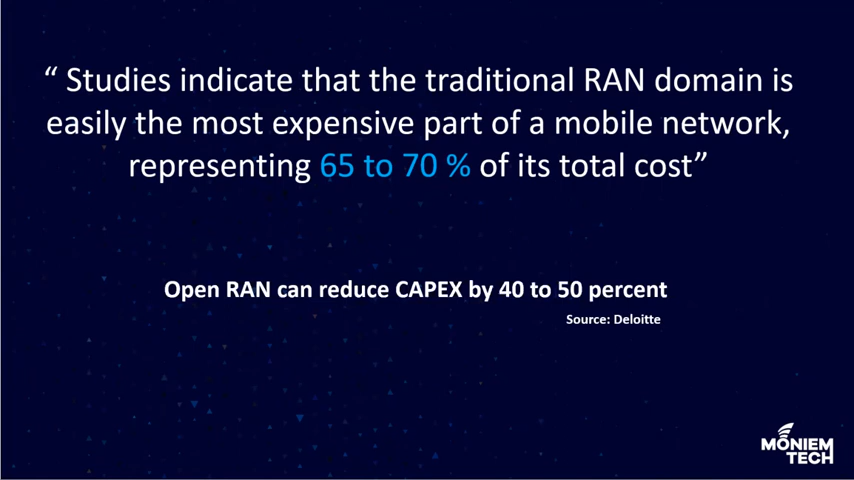 “ Studies indicate that the traditional RAN domain is
easily the most expensive part of a mobile network,
representing 65 to 70 % of its total cost”
Open RAN can reduce CAPEX by 40 to 50 percent
Source: Deloitte
MONIEM
TECH